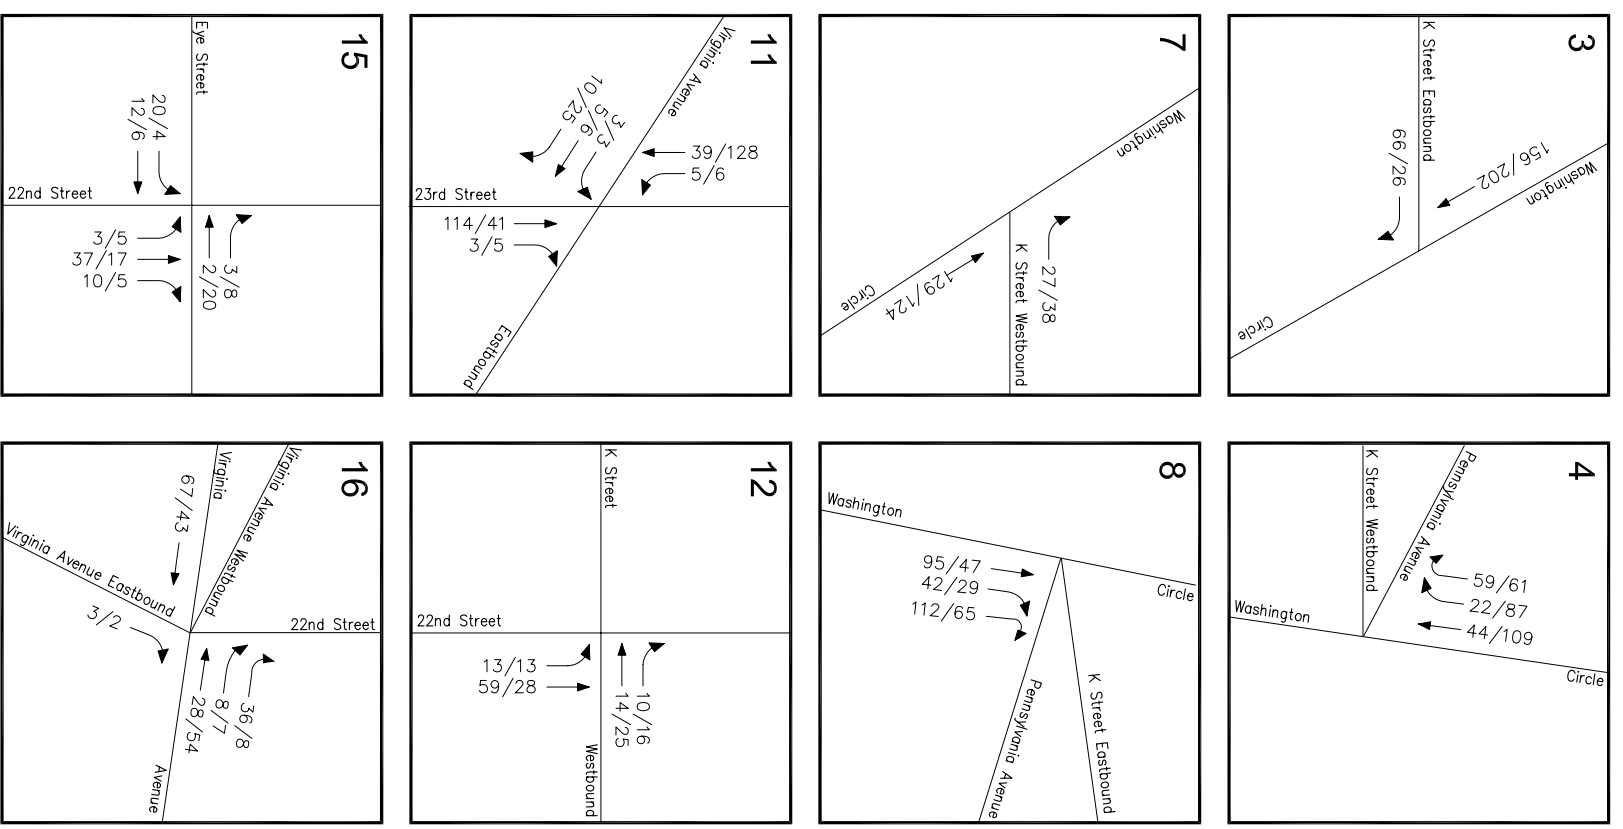 15
Eye Street
20/4
12/6
22nd Street
3/5
37/17
10/5
3/8
2/20
11
Virginia Avenue
10/25
5/6
3/3
39/128
5/6
23rd Street
114/41
3/5
Eastbound
7
Washington
Circle
129/124
K Street Westbound
27/38
3
K Street Eastbound
66/26
156/202
Washington
Circle
16
Virginia
Virginia Avenue Westbound
67/43
Virginia Avenue Eastbound
3/2
22nd Street
36/8
8/7
28/54
Avenue
12
K Street
22nd Street
13/13
59/28
10/16
14/25
Westbound
8
Washington
Circle
95/47
42/29
112/65
Pennsylvania Avenue
K Street Eastbound
4
K Street Westbound
Pennsylvania Avenue
59/61
22/87
44/109
Washington
Circle